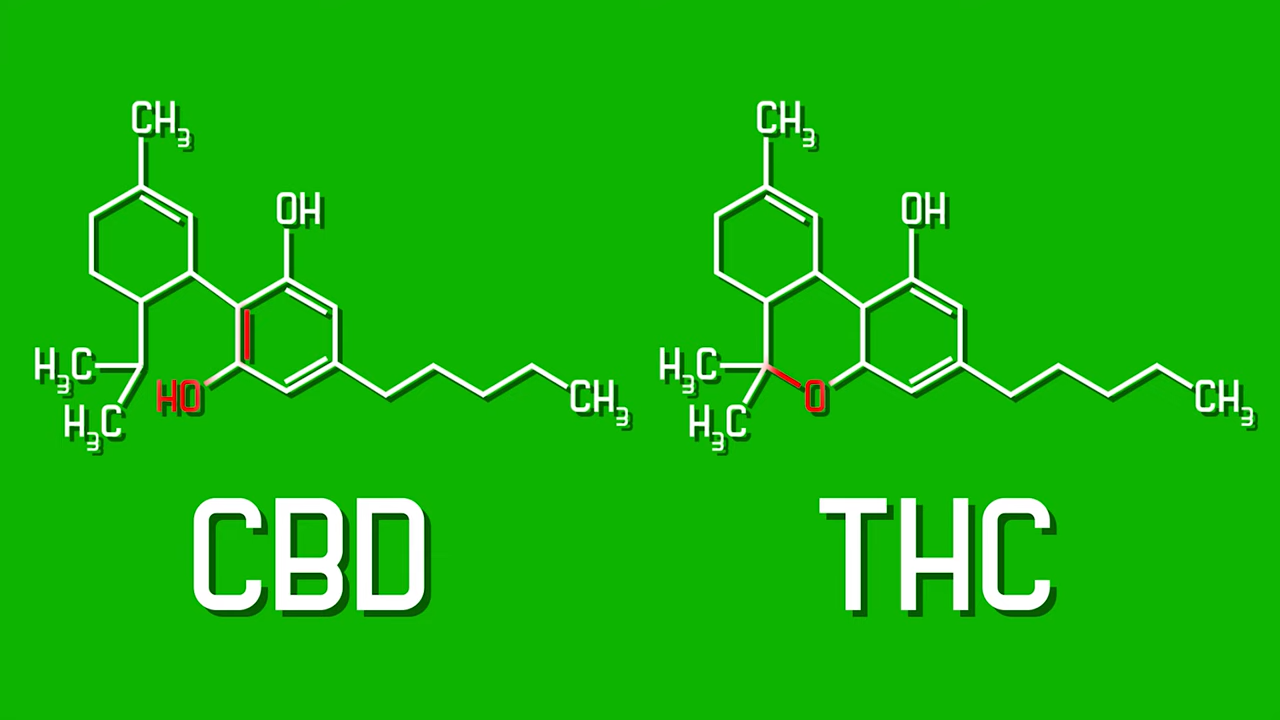 CH₃ CH₃
OH OH
H₃C H₃C
HO O CH₃ CH₃
H₃C H₃C
CBD THC